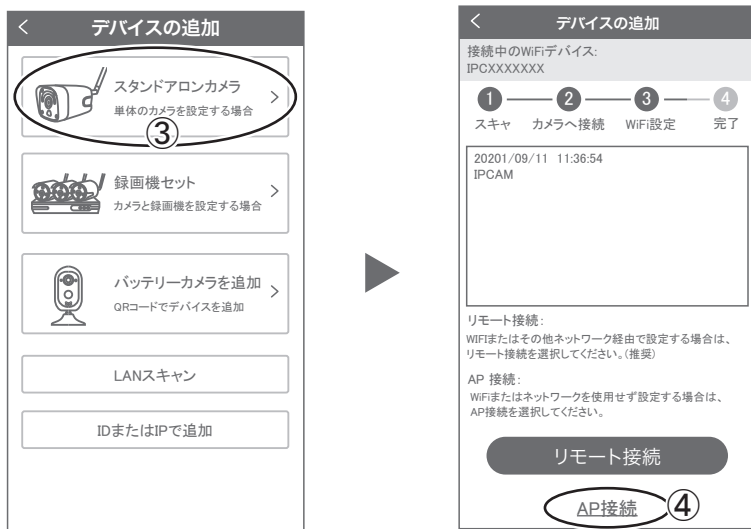 デバイスの追加
スタンドアロンカメラ
単体のカメラを設定する場合
③
録画機セット
カメラと録画機を設定する場合
バッテリーカメラを追加
QRコードでデバイスを追加
LANスキャン
IDまたはIPで追加
デバイスの追加
接続中のWiFiデバイス:
IPCXXXXXXX
1 2 3 4
スキャ カメラへ接続 WiFi設定 完了
20201/09/11 11:36:54
IPCAM
リモート接続:
WIFIまたはその他ネットワーク経由で設定する場合は、
リモート接続を選択してください。(推奨)
AP 接続:
WiFiまたはネットワークを使用せず設定する場合は、
AP接続を選択してください。
リモート接続
AP接続 ④